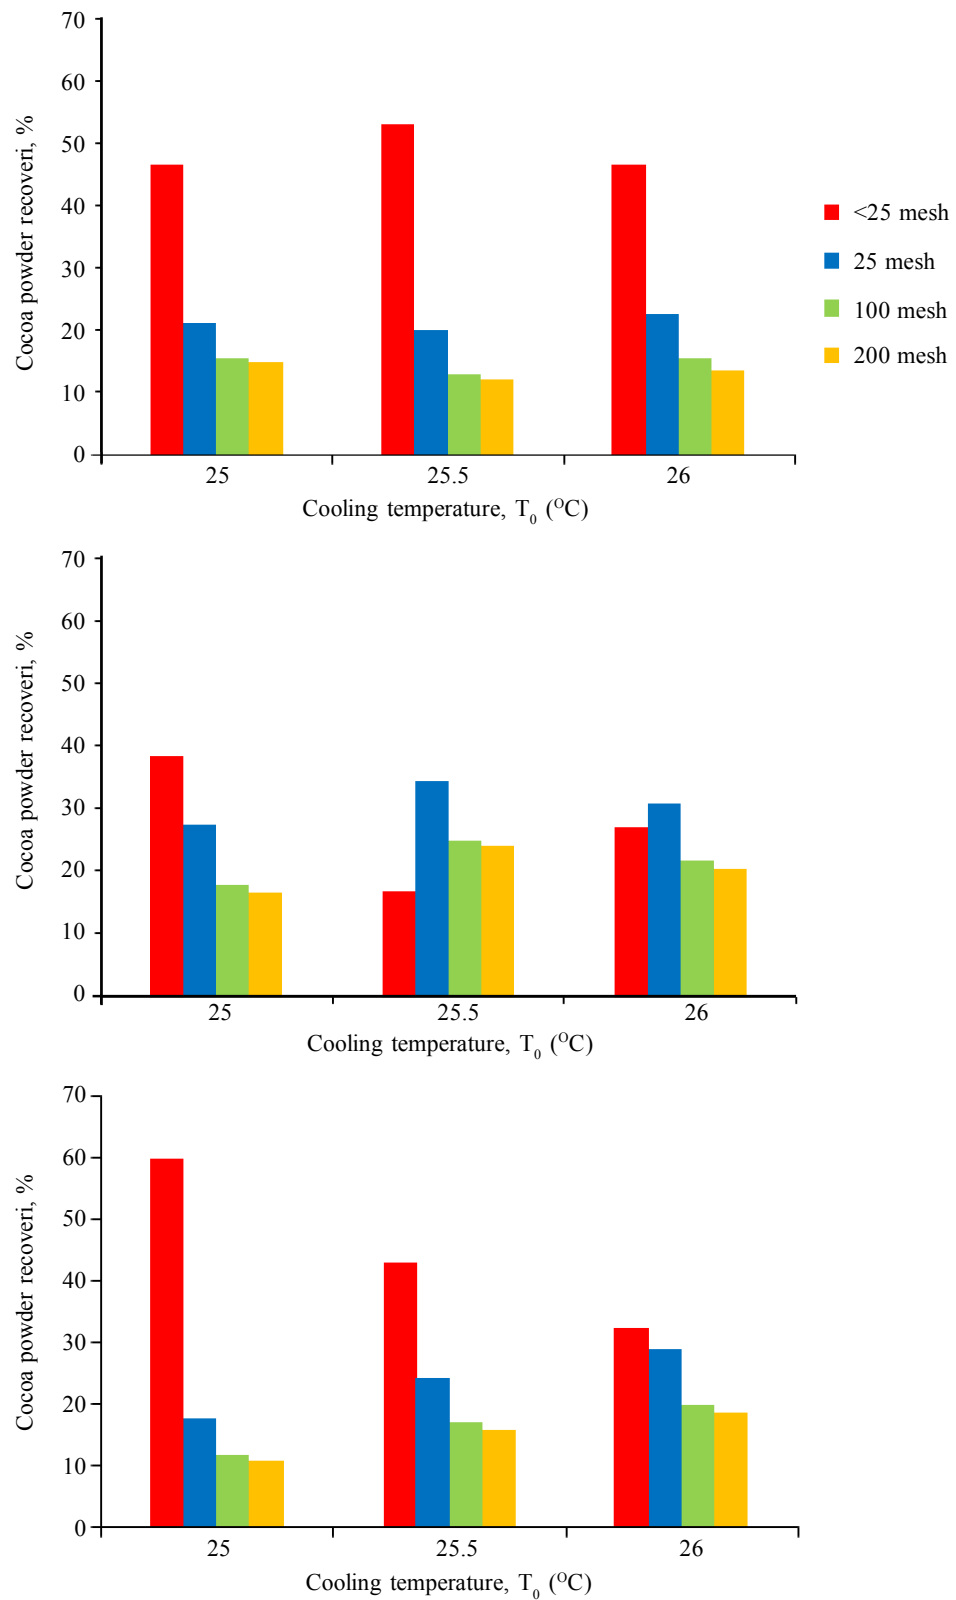 70
60
50
40
30
20
10
0
Cocoa powder recoveri, %
25 25.5 26
Cooling temperature, T0 (OC)
<25 mesh
25 mesh
100 mesh
200 mesh
70
60
50
40
30
20
10
0
Cocoa powder recoveri, %
25 25.5 26
Cooling temperature, T0 (OC)
70
60
50
40
30
20
10
0
Cocoa powder recoveri, %
25 25.5 26
Cooling temperature, T0 (OC)